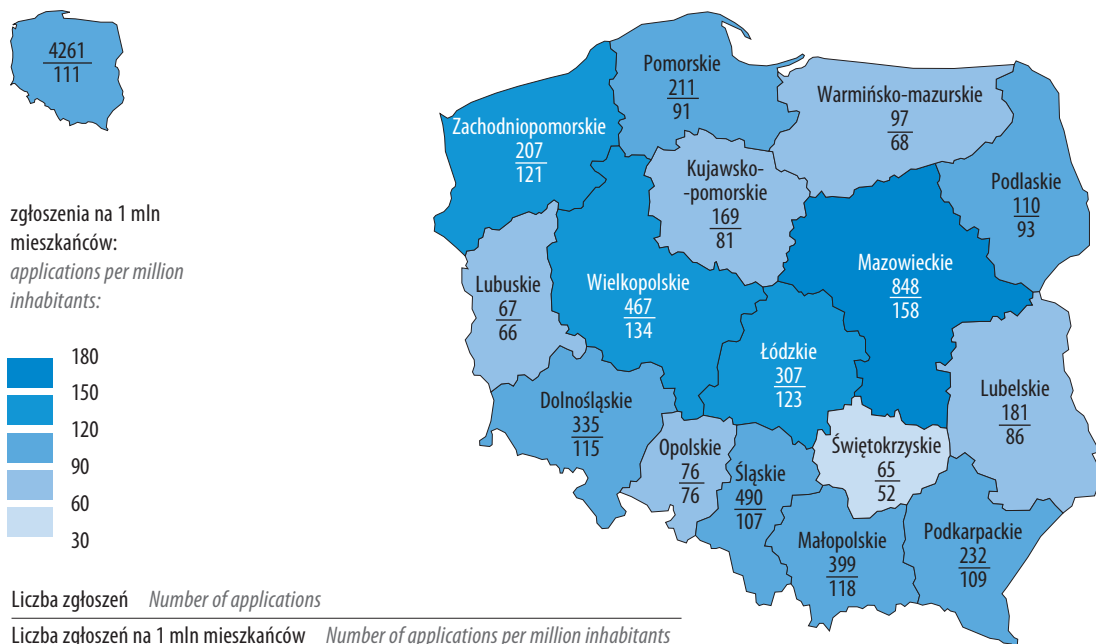 4261
111
zgłoszenia na 1 mln
mieszkańców:
applications per million
inhabitants:
180
150
120
90
60
30
Pomorskie
211
91
Warmińsko-mazurskie
97
68
Zachodniopomorskie
207
121
Kujawsko-
-pomorskie
169
81
Podlaskie
110
93
Mazowieckie
848
158
Wielkopolskie
467
134
Lubuskie
67
66
Łódzkie
307
123
Lubelskie
181
86
Dolnośląskie
335
115
Opolskie
76
76
Śląskie
490
107
Świętokrzyskie
65
52
Małopolskie
399
118
Podkarpackie
232
109
Liczba zgłoszeń Number of applications
Liczba zgłoszeń na 1 mln mieszkańców Number of applications per million inhabitants